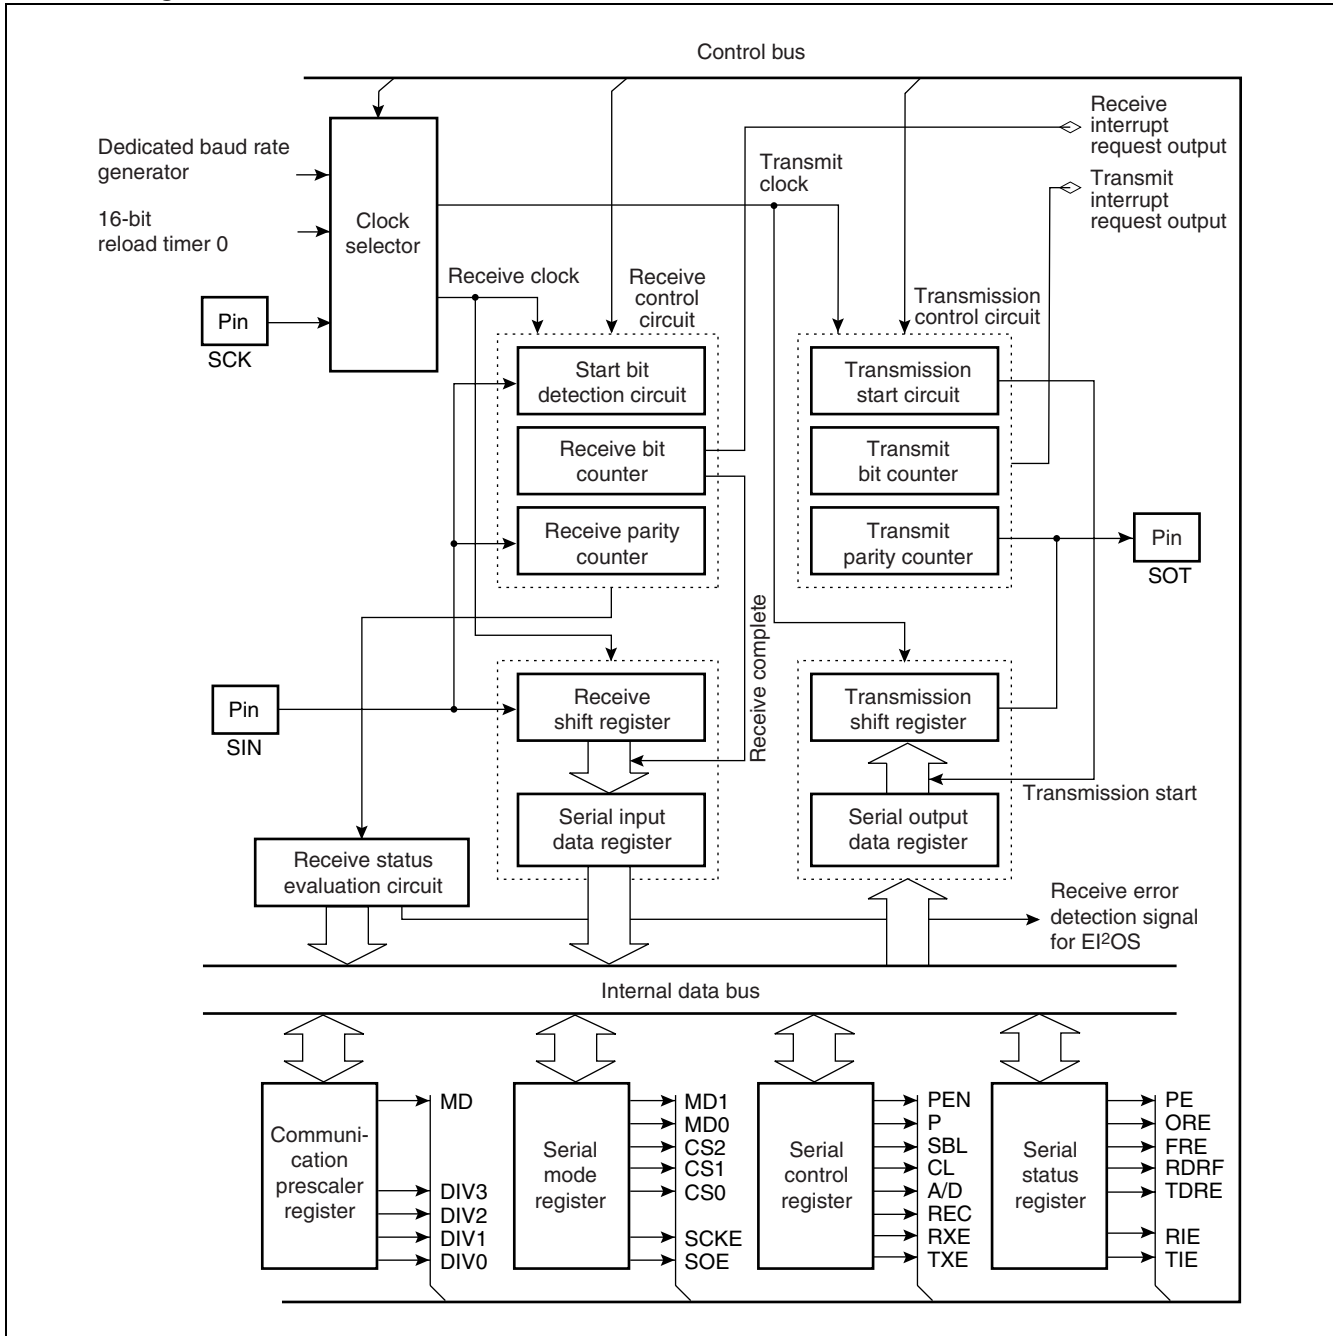 Control bus
Receive
interrupt
request output
Dedicated baud rate
generator
Transmit
clock
Transmit
interrupt
request output
16-bit
reload timer 0
Clock
selector
Receive clock
Receive
control
circuit
Transmission
control circuit
Pin
SCK
Start bit
detection circuit
Transmission
start circuit
Receive bit
counter
Transmit
bit counter
Receive parity
counter
Transmit
parity counter
Pin
SOT
Receive complete
Pin
SIN
Receive
shift register
Transmission
shift register
Transmission start
Serial input
data register
Serial output
data register
Receive status
evaluation circuit
Receive error
detection signal
for EI²OS
Internal data bus
Communi-
cation
prescaler
register
MD
DIV3
DIV2
DIV1
DIV0
Serial
mode
register
MD1
MD0
CS2
CS1
CS0
SCKE
SOE
Serial
control
register
PEN
P
SBL
CL
A/D
REC
RXE
TXE
Serial
status
register
PE
ORE
FRE
RDRF
TDRE
RIE
TIE